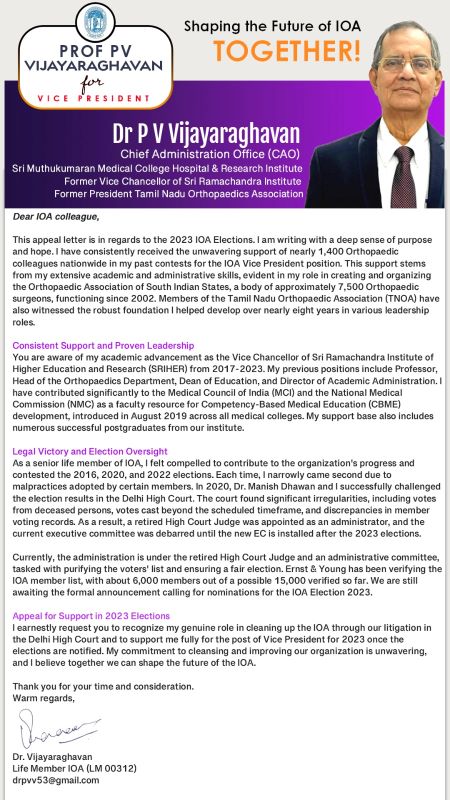 PROF PV
VIJAYARAGHAVAN
for
VICE PRESIDENT
Shaping the Future of IOA
TOGETHER!
Dr P V Vijayaraghavan
Chief Administration Office (CAO)
Sri Muthukumaran Medical College Hospital & Research Institute
Former Vice Chancellor of Sri Ramachandra Institute
Former President Tamil Nadu Orthopaedics Association
Dear IOA colleague,
This appeal letter is in regards to the 2023 IOA Elections. I am writing with a deep sense of purpose
and hope. I have consistently received the unwavering support of nearly 1,400 Orthopaedic
colleagues nationwide in my past contests for the IOA Vice President position. This support stems
from my extensive academic and administrative skills, evident in my role in creating and organizing
the Orthopaedic Association of South Indian States, a body of approximately 7,500 Orthopaedic
surgeons, functioning since 2002. Members of the Tamil Nadu Orthopaedic Association (TNOA) have
also witnessed the robust foundation I helped develop over nearly eight years in various leadership
roles.
Consistent Support and Proven Leadership
You are aware of my academic advancement as the Vice Chancellor of Sri Ramachandra Institute of
Higher Education and Research (SRIHER) from 2017-2023. My previous positions include Professor,
Head of the Orthopaedics Department, Dean of Education, and Director of Academic Administration. I
have contributed significantly to the Medical Council of India (MCI) and the National Medical
Commission (NMC) as a faculty resource for Competency-Based Medical Education (CBME)
development, introduced in August 2019 across all medical colleges. My support base also includes
numerous successful postgraduates from our institute.
Legal Victory and Election Oversight
As a senior life member of IOA, I felt compelled to contribute to the organization's progress and
contested the 2016, 2020, and 2022 elections. Each time, I narrowly came second due to
malpractices adopted by certain members. In 2020, Dr. Manish Dhawan and I successfully challenged
the election results in the Delhi High Court. The court found significant irregularities, including votes
from deceased persons, votes cast beyond the scheduled timeframe, and discrepancies in member
voting records. As a result, a retired High Court Judge was appointed as an administrator, and the
current executive committee was debarred until the new EC is installed after the 2023 elections.
Currently, the administration is under the retired High Court Judge and an administrative committee,
tasked with purifying the voters' list and ensuring a fair election. Ernst & Young has been verifying the
IOA member list, with about 6,000 members out of a possible 15,000 verified so far. We are still
awaiting the formal announcement calling for nominations for the IOA Election 2023.
Appeal for Support in 2023 Elections
I earnestly request you to recognize my genuine role in cleaning up the IOA through our litigation in
the Delhi High Court and to support me fully for the post of Vice President for 2023 once the
elections are notified. My commitment to cleansing and improving our organization is unwavering,
and I believe together we can shape the future of the IOA.
Thank you for your time and consideration.
Warm regards,
Dr. Vijayaraghavan
Life Member IOA (LM 00312)
drpvv53@gmail.com